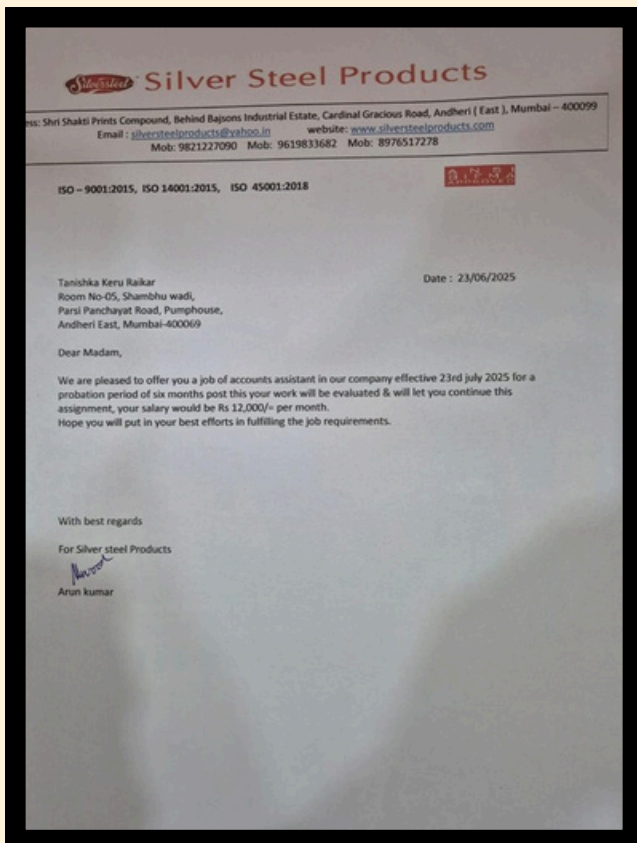 Silversteel Silver Steel Products
ess: Shri Shakti Prints Compound, Behind Bajsons Industrial Estate, Cardinal Gracious Road, Andheri ( East ), Mumbai – 400099
Email : silversteelproducts@yahoo.in website: www.silversteelproducts.com
Mob: 9821227090 Mob: 9619833682 Mob: 8976517278
ISO – 9001:2015, ISO 14001:2015, ISO 45001:2018
APPROVED
Date : 23/06/2025
Tanishka Keru Raikar
Room No-05, Shambhu wadi,
Parsi Panchayat Road, Pumphouse,
Andheri East, Mumbai-400069
Dear Madam,
We are pleased to offer you a job of accounts assistant in our company effective 23rd july 2025 for a
probation period of six months post this your work will be evaluated & will let you continue this
assignment, your salary would be Rs 12,000/= per month.
Hope you will put in your best efforts in fulfilling the job requirements.
With best regards
For Silver steel Products
Arun kumar